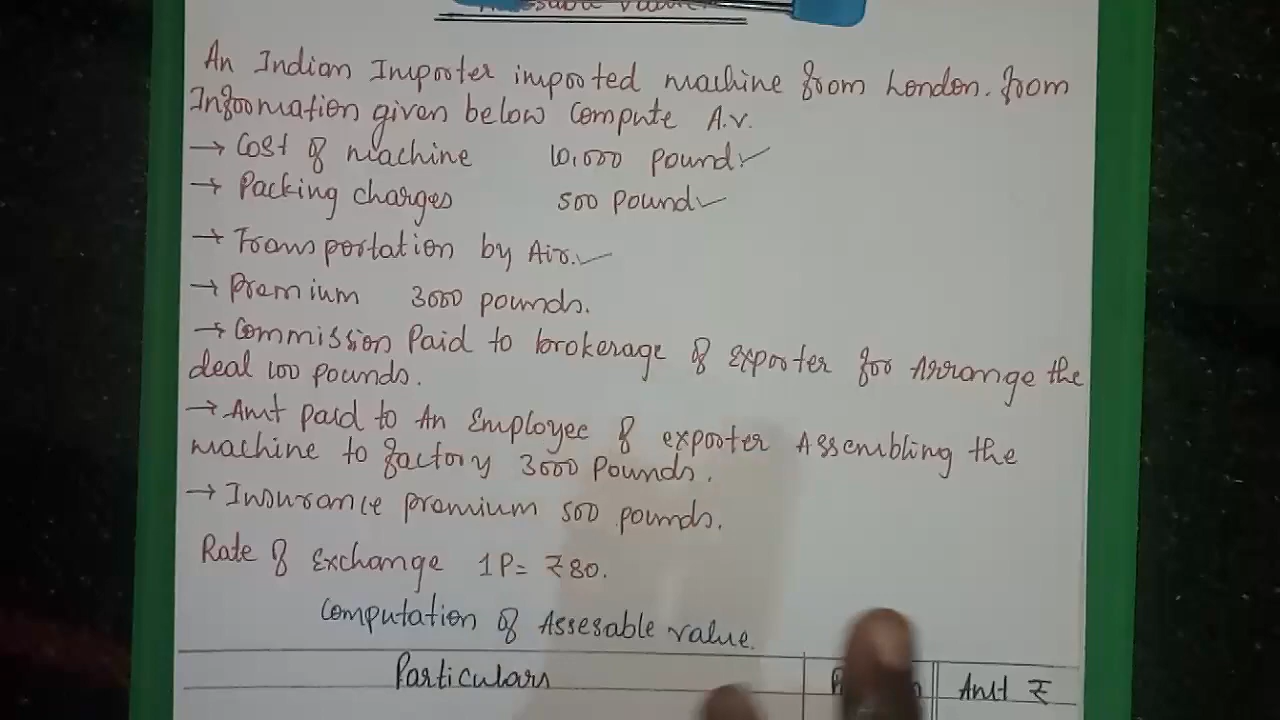 An Indian Importer imported machine from London. from
Information given below compute A.V.
→ Cost of machine 10,000 pound ✓
→ Packing charges 500 pound ✓
→ Transportation by Air. ✓
→ Premium 3000 pounds.
→ Commission Paid to brokerage of exporter for Arrange the
deal 100 pounds.
→ Amt paid to An Employee of exporter Assembling the
machine to factory 3000 Pounds.
→ Insurance premium 500 pounds.
Rate of Exchange 1P= ₹80.
Computation of Assesable value.
Particulars Amt ₹